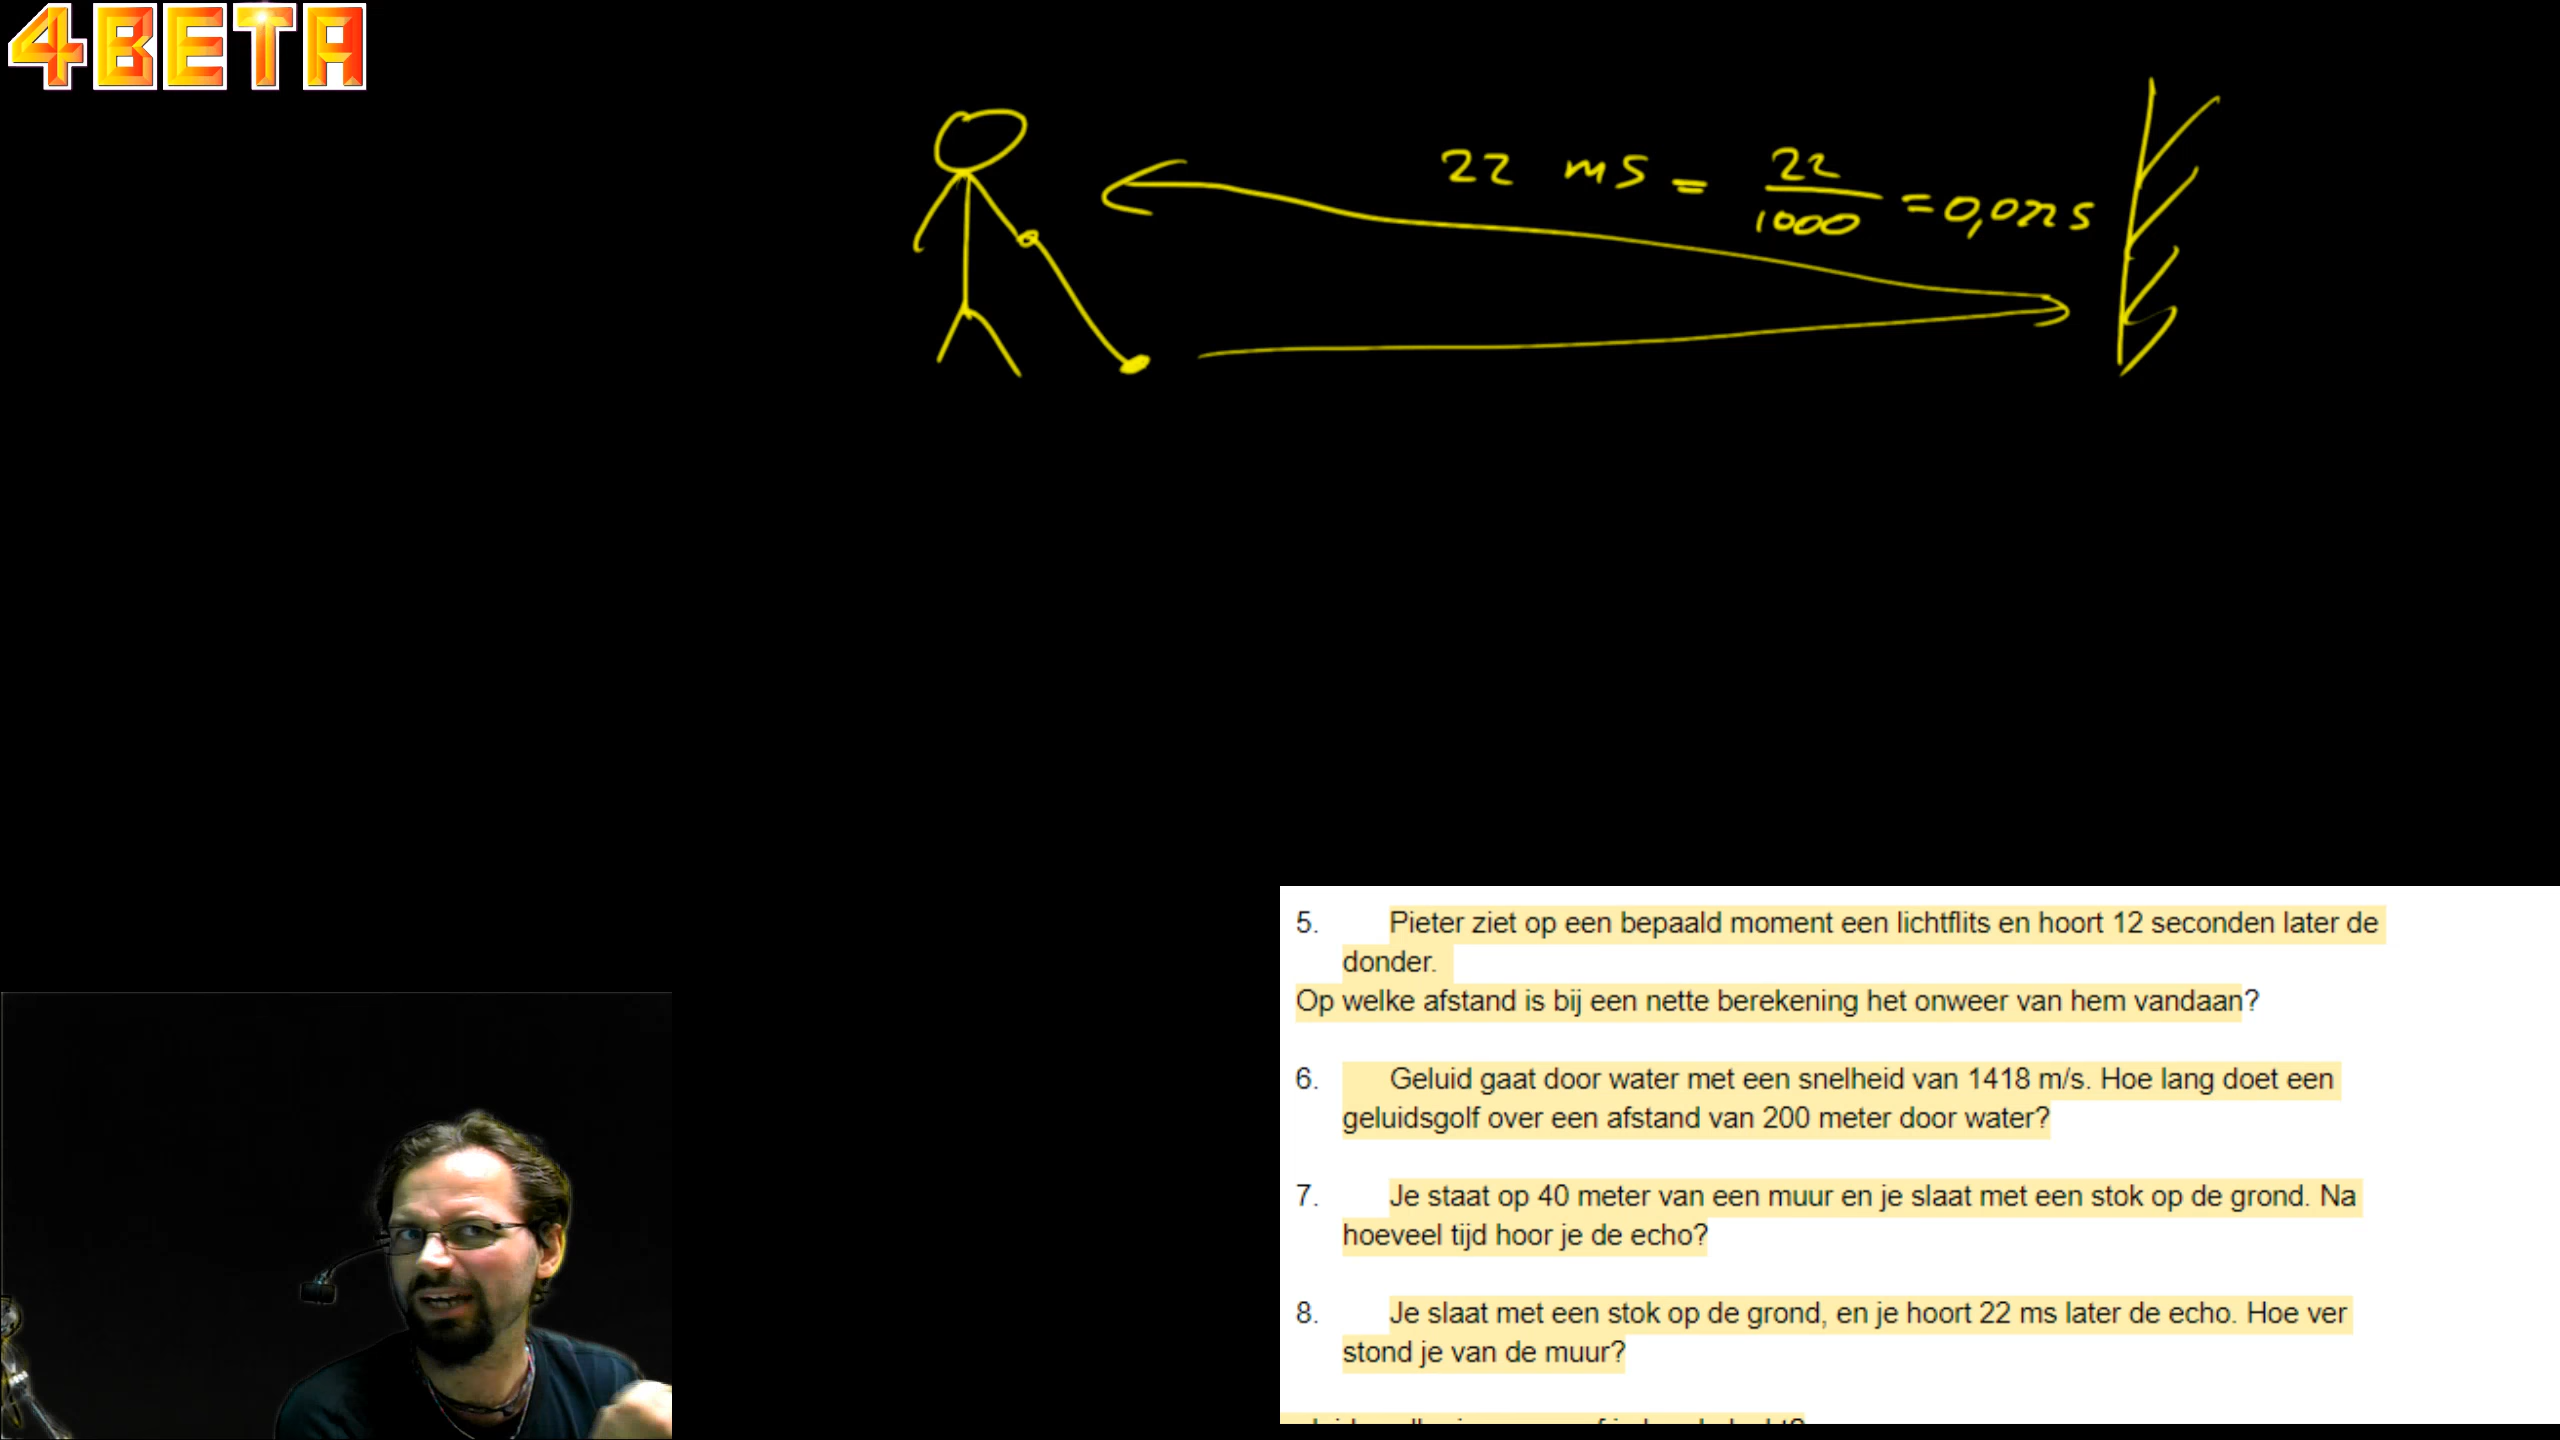 4BETA
22 ms = 22/1000 = 0,022 s
5. Pieter ziet op een bepaald moment een lichtflits en hoort 12 seconden later de
donder.
Op welke afstand is bij een nette berekening het onweer van hem vandaan?
6. Geluid gaat door water met een snelheid van 1418 m/s. Hoe lang doet een
geluidsgolf over een afstand van 200 meter door water?
7. Je staat op 40 meter van een muur en je slaat met een stok op de grond. Na
hoeveel tijd hoor je de echo?
8. Je slaat met een stok op de grond, en je hoort 22 ms later de echo. Hoe ver
stond je van de muur?